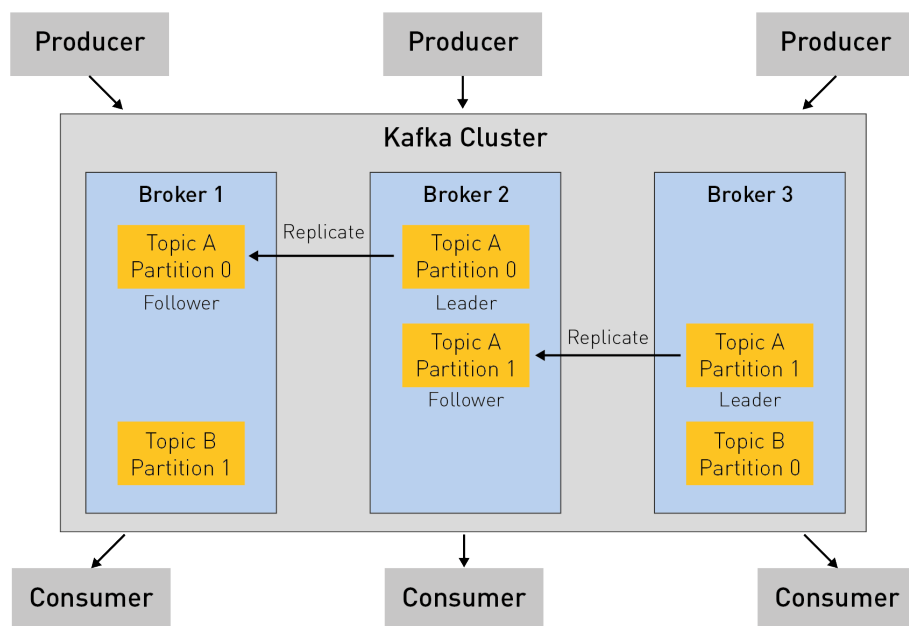 Producer
Producer
Producer
Kafka Cluster
Broker 1
Broker 2
Broker 3
Topic A
Partition 0
Follower
Replicate
Topic A
Partition 0
Leader
Topic A
Partition 1
Follower
Replicate
Topic A
Partition 1
Leader
Topic B
Partition 1
Topic B
Partition 0
Consumer
Consumer
Consumer